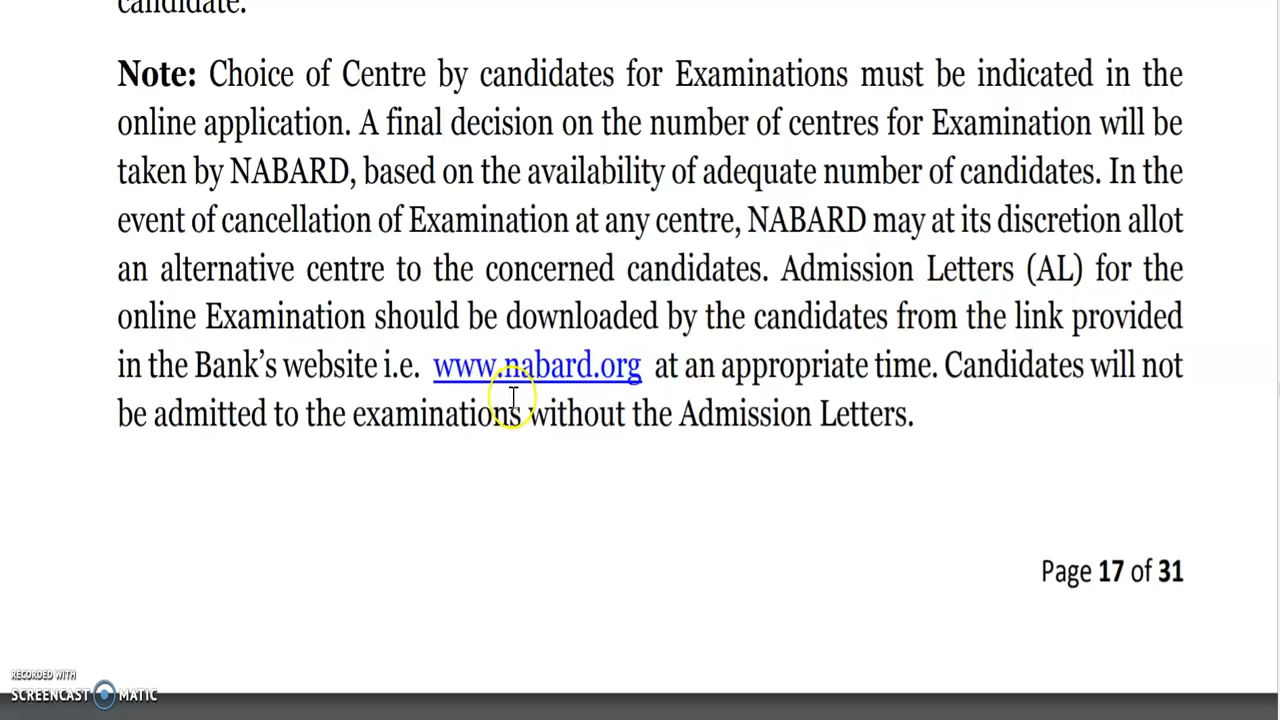 candidate.
Note: Choice of Centre by candidates for Examinations must be indicated in the
online application. A final decision on the number of centres for Examination will be
taken by NABARD, based on the availability of adequate number of candidates. In the
event of cancellation of Examination at any centre, NABARD may at its discretion allot
an alternative centre to the concerned candidates. Admission Letters (AL) for the
online Examination should be downloaded by the candidates from the link provided
in the Bank’s website i.e. www.nabard.org at an appropriate time. Candidates will not
be admitted to the examinations without the Admission Letters.
Page 17 of 31
RECORDED WITH
SCREENCAST MATIC